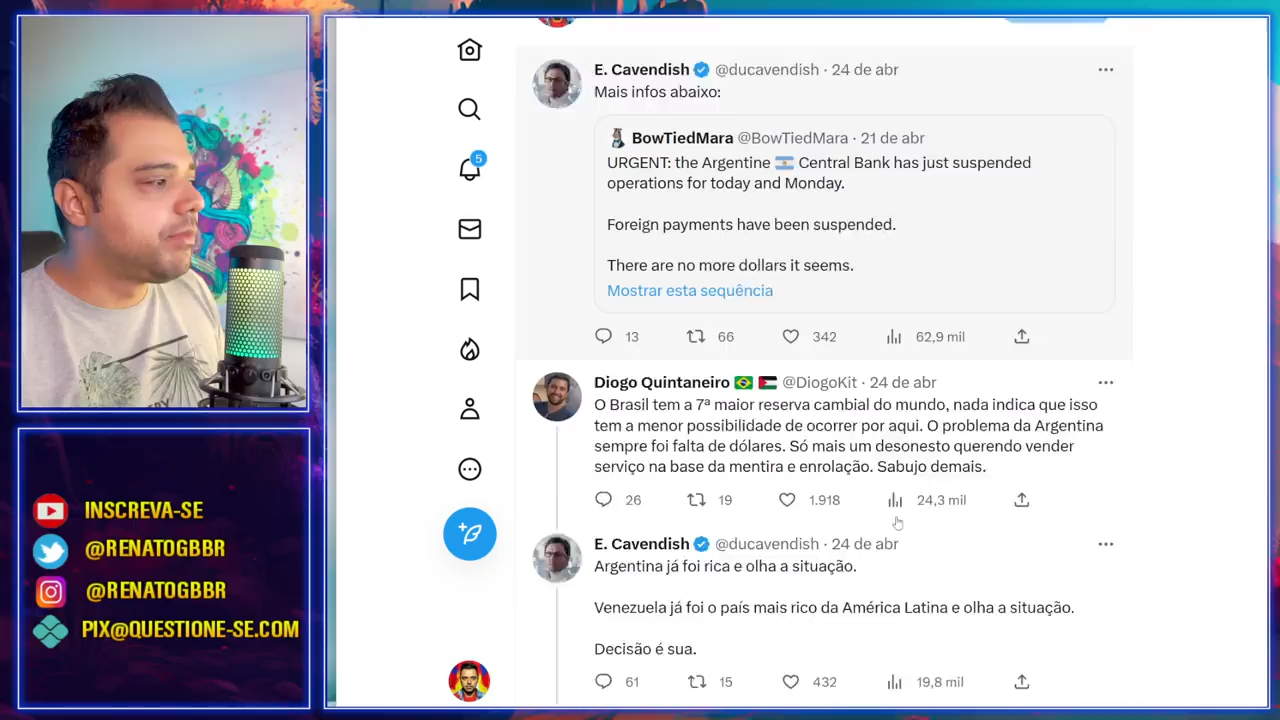 E. Cavendish @ducavendish · 24 de abr
Mais infos abaixo:
BowTiedMara @BowTiedMara · 21 de abr
URGENT: the Argentine 🇦🇷 Central Bank has just suspended
operations for today and Monday.
Foreign payments have been suspended.
There are no more dollars it seems.
Mostrar esta sequência
13 66 342 62,9 mil
Diogo Quintaneiro 🇧🇷 🇵🇸 @DiogoKit · 24 de abr
O Brasil tem a 7ª maior reserva cambial do mundo, nada indica que isso
tem a menor possibilidade de ocorrer por aqui. O problema da Argentina
sempre foi falta de dólares. Só mais um desonesto querendo vender
serviço na base da mentira e enrolação. Sabujo demais.
26 19 1.918 24,3 mil
E. Cavendish @ducavendish · 24 de abr
Argentina já foi rica e olha a situação.
Venezuela já foi o país mais rico da América Latina e olha a situação.
Decisão é sua.
61 15 432 19,8 mil
5
INSCREVA-SE
@RENATOGBBR
@RENATOGBBR
PIX@QUESTIONE-SE.COM